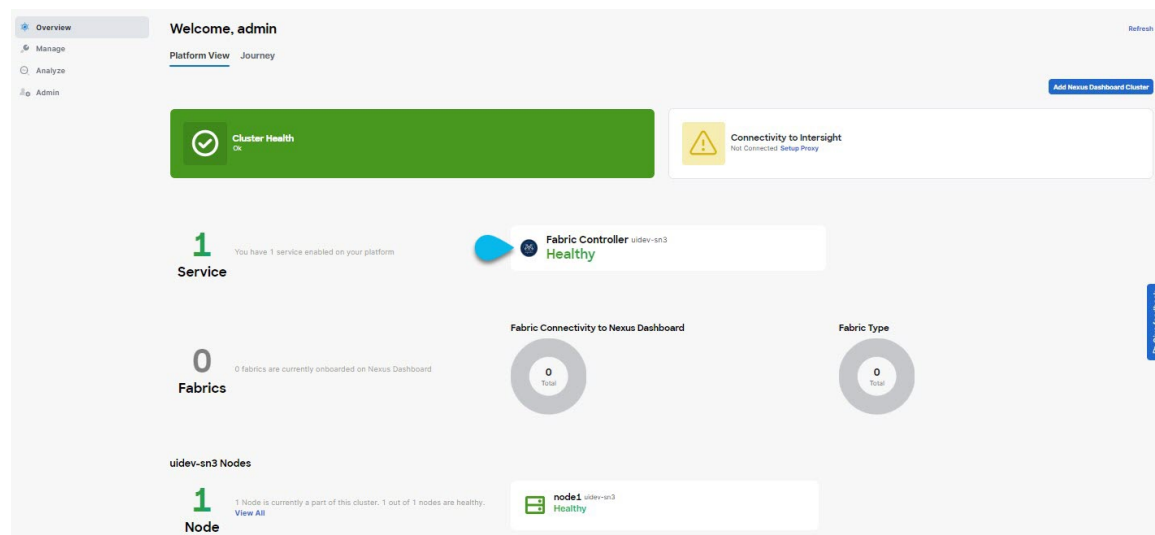 Overview
Manage
Analyze
Admin
Welcome, admin
Refresh
Platform View Journey
Add Nexus Dashboard Cluster
Cluster Health
Ok
Connectivity to Intersight
Not Connected Setup Proxy
1
Service
You have 1 service enabled on your platform
Fabric Controller uidev-sn3
Healthy
0
Fabrics
0 fabrics are currently onboarded on Nexus Dashboard
Fabric Connectivity to Nexus Dashboard
0
Total
Fabric Type
0
Total
uidev-sn3 Nodes
1
Node
1 Node is currently a part of this cluster. 1 out of 1 nodes are healthy.
View All
node1 uidev-sn3
Healthy